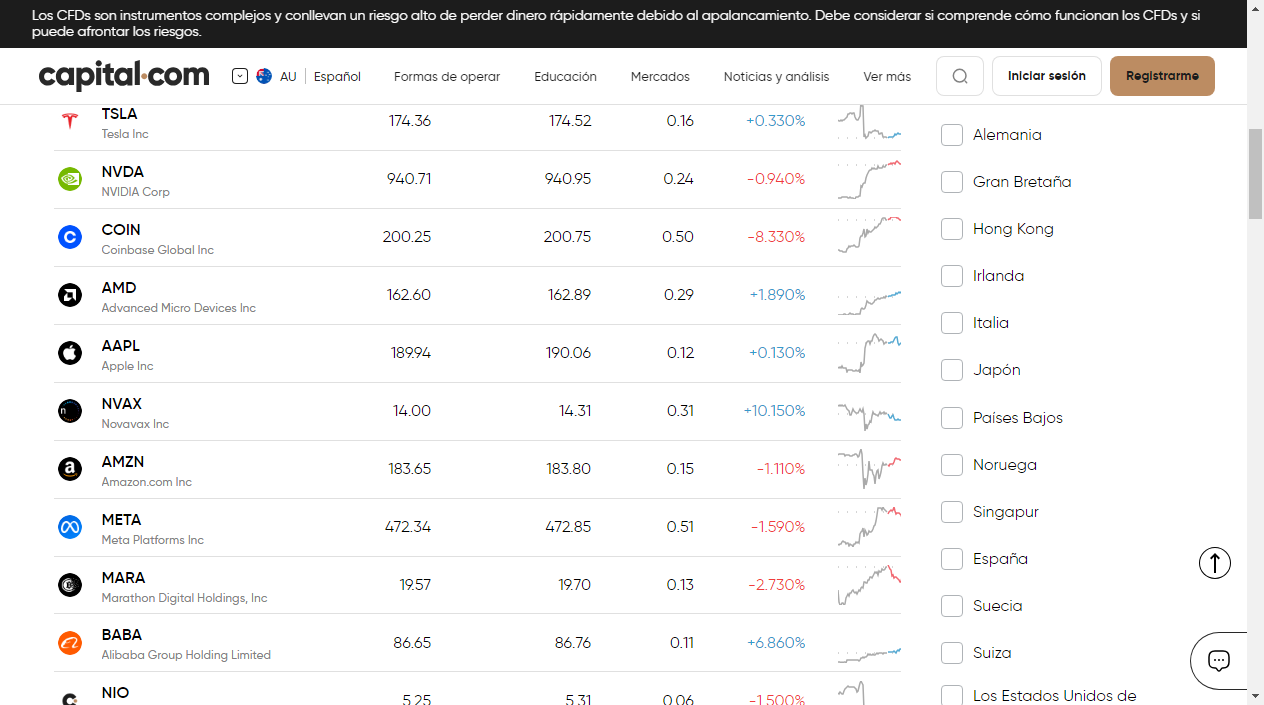 Los CFDs son instrumentos complejos y conllevan un riesgo alto de perder dinero rápidamente debido al apalancamiento. Debe considerar si comprende cómo funcionan los CFDs y si
puede afrontar los riesgos.
capital.com
AU
Español
Formas de operar
Educación
Mercados
Noticias y análisis
Ver más
Iniciar sesión
Registrarme
TSLA
Tesla Inc
174.36 174.52 0.16 +0.330%
NVDA
NVIDIA Corp
940.71 940.95 0.24 -0.940%
COIN
Coinbase Global Inc
200.25 200.75 0.50 -8.330%
AMD
Advanced Micro Devices Inc
162.60 162.89 0.29 +1.890%
AAPL
Apple Inc
189.94 190.06 0.12 +0.130%
NVAX
Novavax Inc
14.00 14.31 0.31 +10.150%
AMZN
Amazon.com Inc
183.65 183.80 0.15 -1.110%
META
Meta Platforms Inc
472.34 472.85 0.51 -1.590%
MARA
Marathon Digital Holdings, Inc
19.57 19.70 0.13 -2.730%
BABA
Alibaba Group Holding Limited
86.65 86.76 0.11 +6.860%
NIO
5.25 5.31 0.06 -1.500%
Alemania
Gran Bretaña
Hong Kong
Irlanda
Italia
Japón
Países Bajos
Noruega
Singapur
España
Suecia
Suiza
Los Estados Unidos de